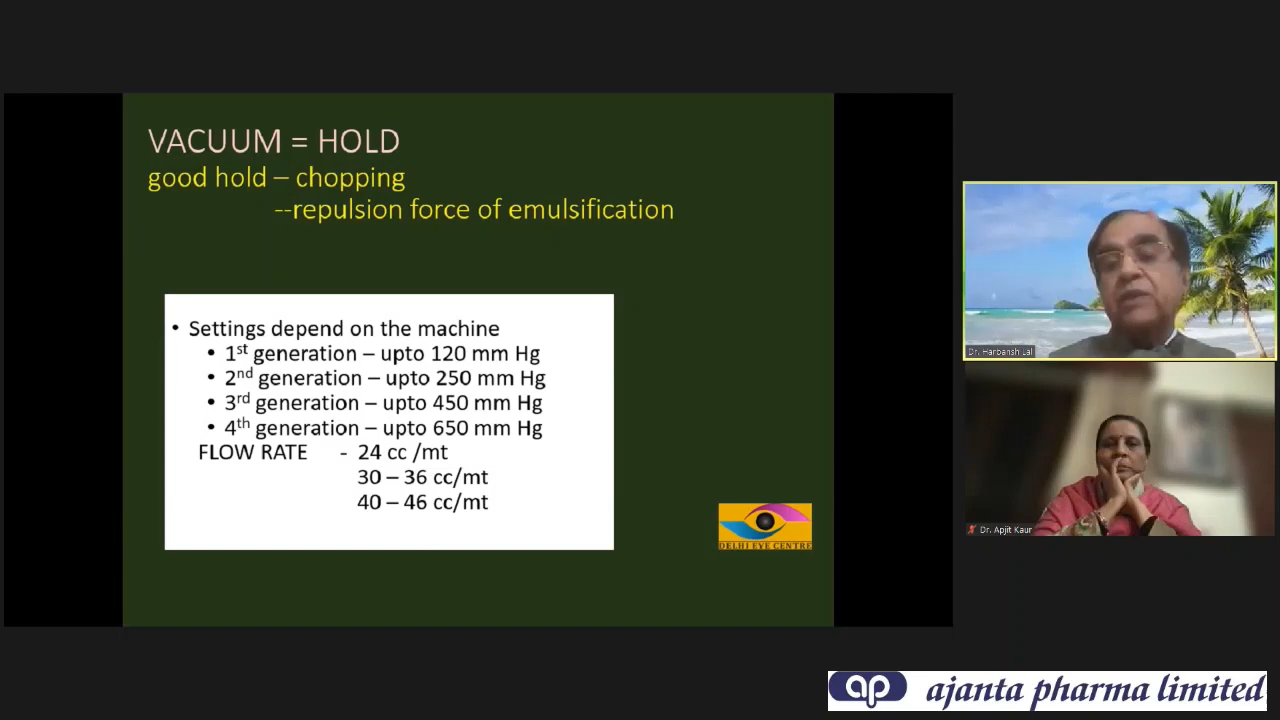 VACUUM = HOLD
good hold – chopping
--repulsion force of emulsification
• Settings depend on the machine
• 1st generation – upto 120 mm Hg
• 2nd generation – upto 250 mm Hg
• 3rd generation – upto 450 mm Hg
• 4th generation – upto 650 mm Hg
FLOW RATE - 24 cc /mt
30 – 36 cc/mt
40 – 46 cc/mt
DELHI EYE CENTRE
Dr. Harbansh Lal
Dr. Apjit Kaur
ap ajanta pharma limited